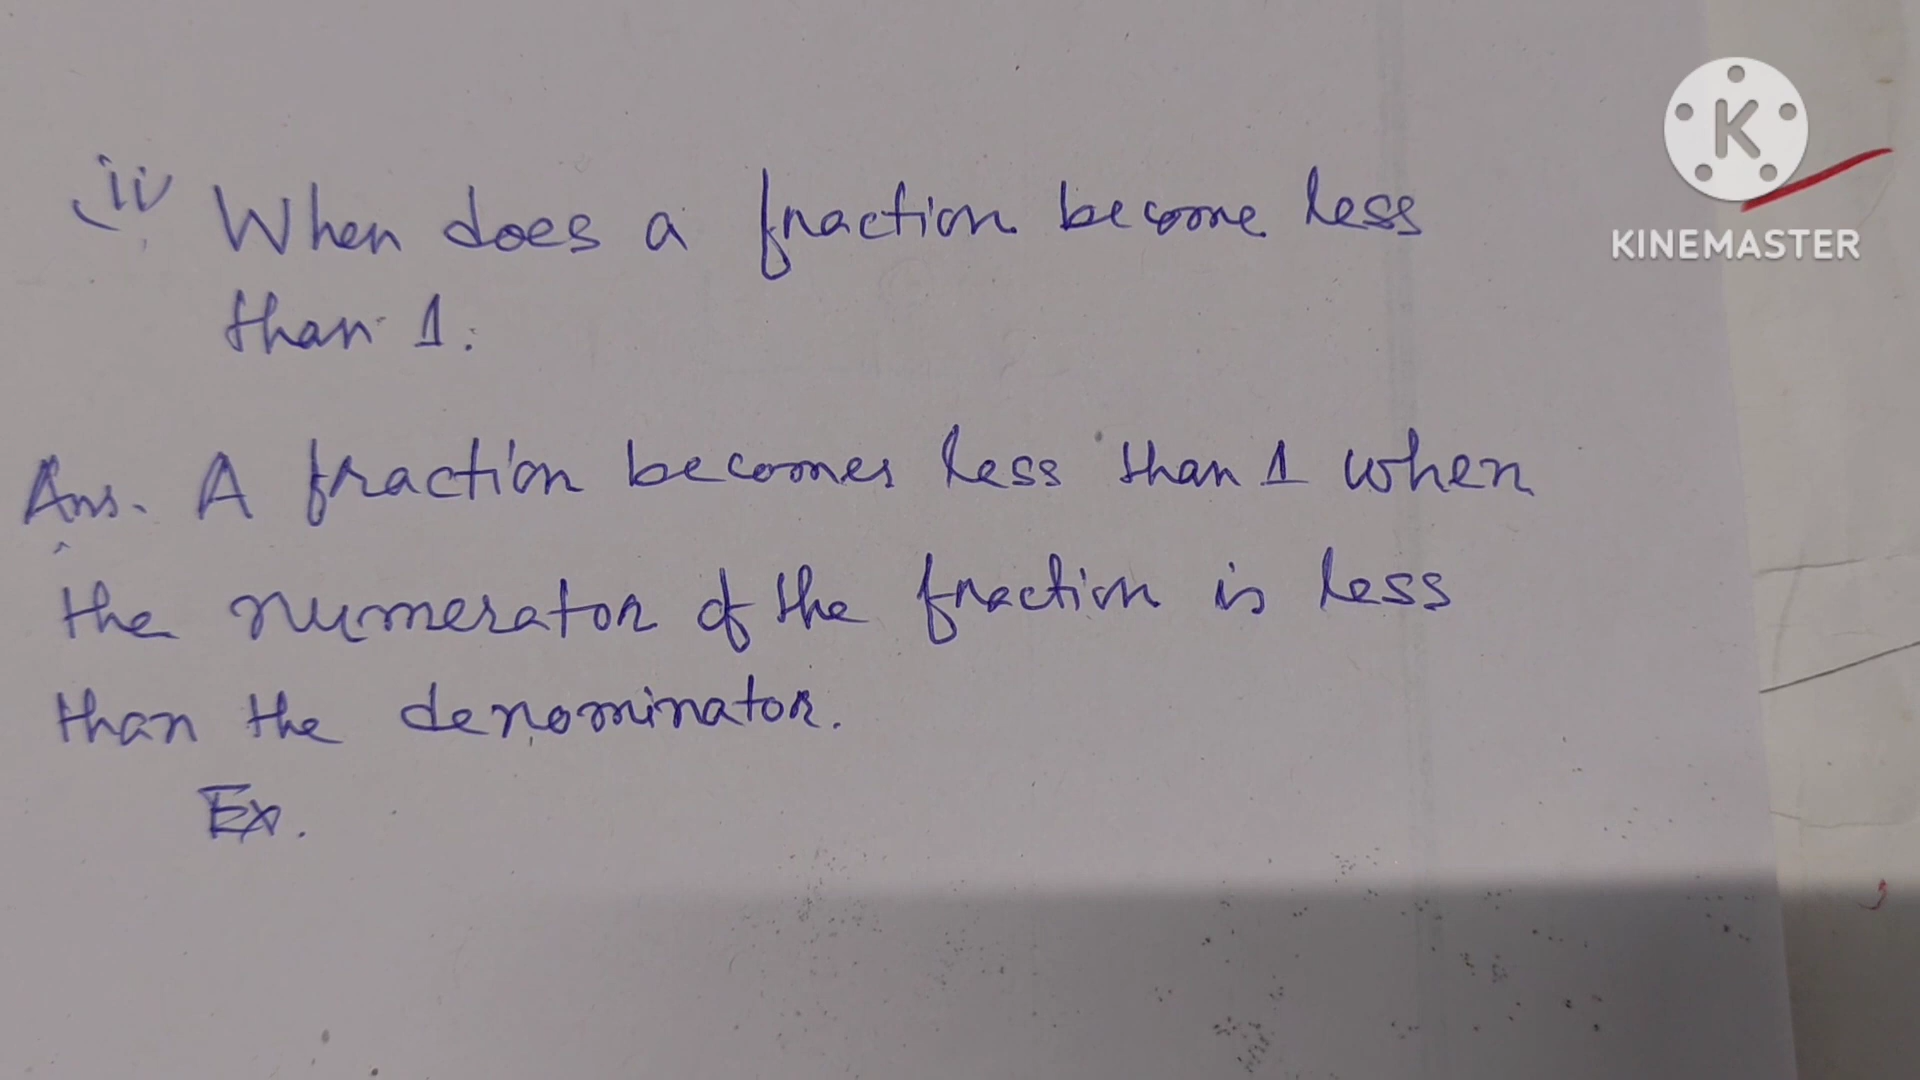 ii) When does a fraction become less
than 1.
Ans. A fraction becomes less than 1 when
the numerator of the fraction is less
than the denominator.
Ex.
K
KINEMASTER